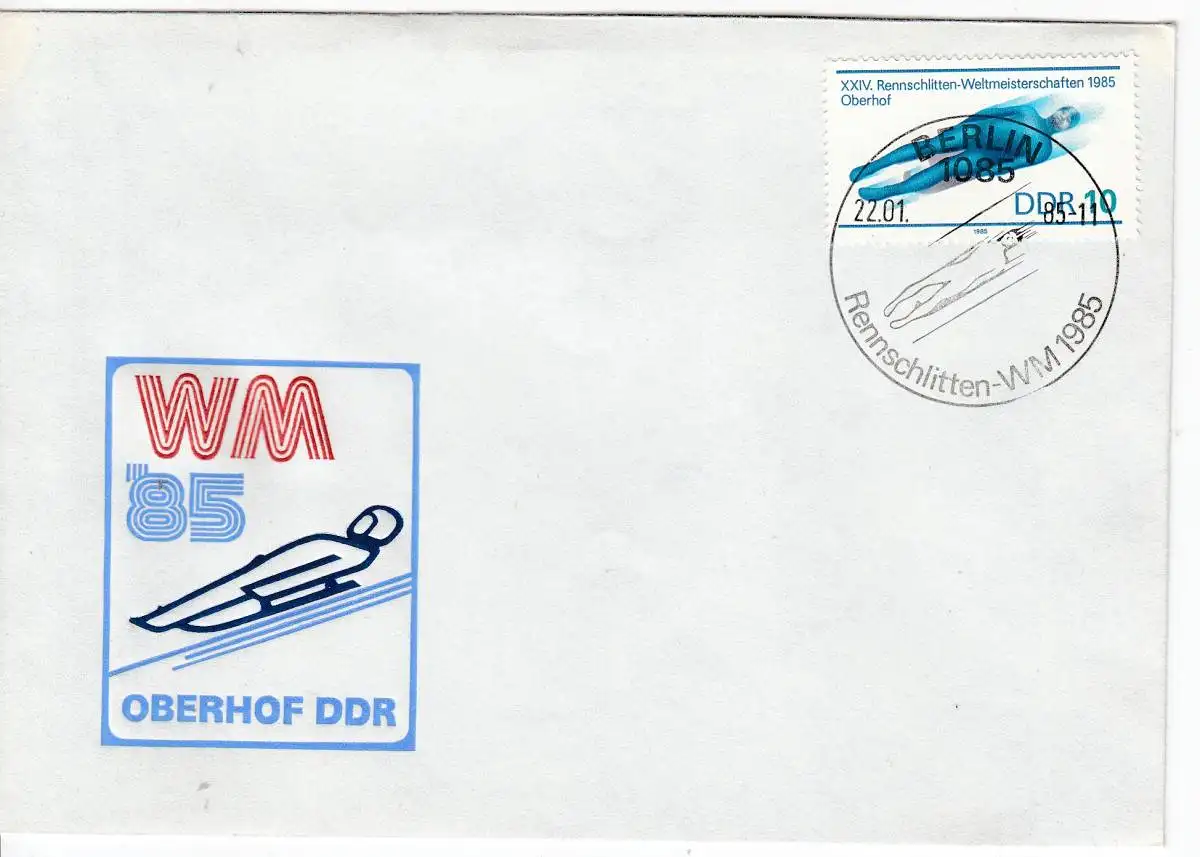 XXIV. Rennschlitten-Weltmeisterschaften 1985
Oberhof
DDR 10
1985
BERLIN
1085
22.01. 85-11
Rennschlitten-WM 1985
WM
'85
OBERHOF DDR